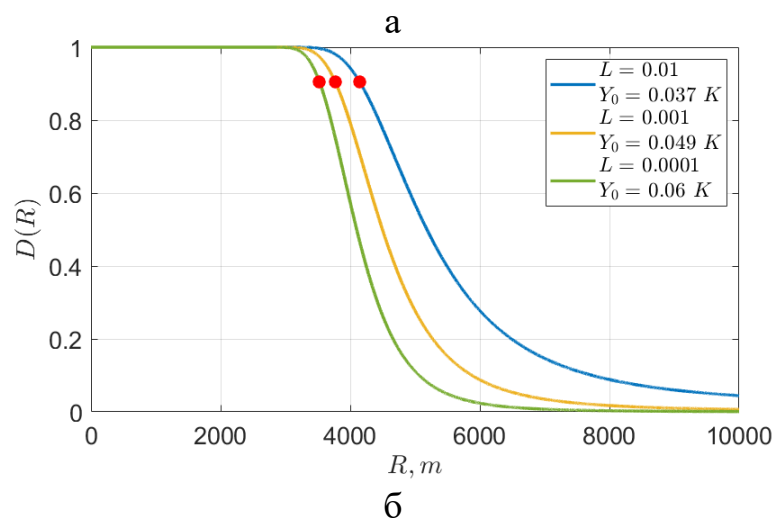 а
1
0.8
0.6
0.4
0.2
0
D(R)
L = 0.01
Y₀ = 0.037 K
L = 0.001
Y₀ = 0.049 K
L = 0.0001
Y₀ = 0.06 K
0 2000 4000 6000 8000 10000
R, m
б